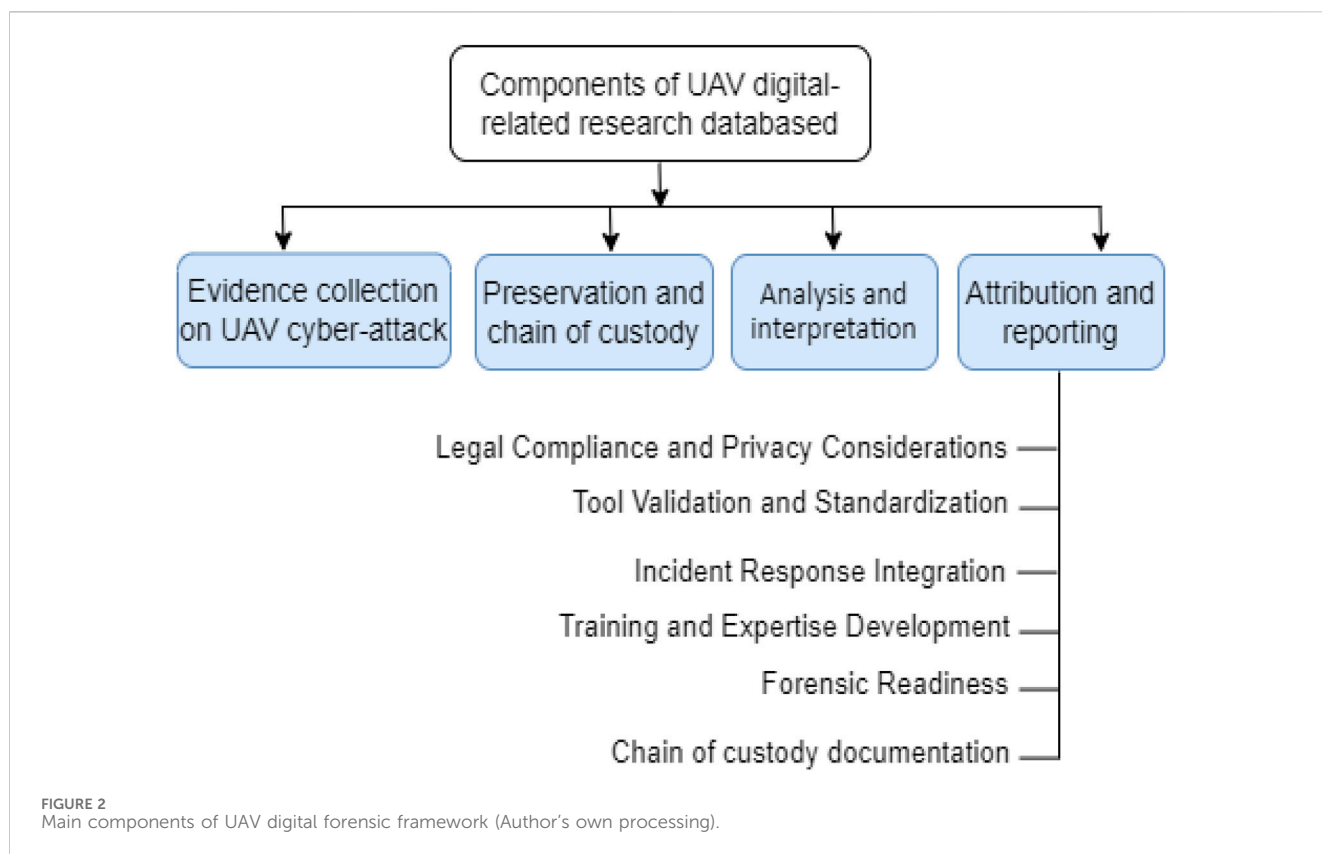 Components of UAV digital-
related research databased
Evidence collection
on UAV cyber-attack
Preservation and
chain of custody
Analysis and
interpretation
Attribution and
reporting
Legal Compliance and Privacy Considerations
Tool Validation and Standardization
Incident Response Integration
Training and Expertise Development
Forensic Readiness
Chain of custody documentation
FIGURE 2
Main components of UAV digital forensic framework (Author's own processing).